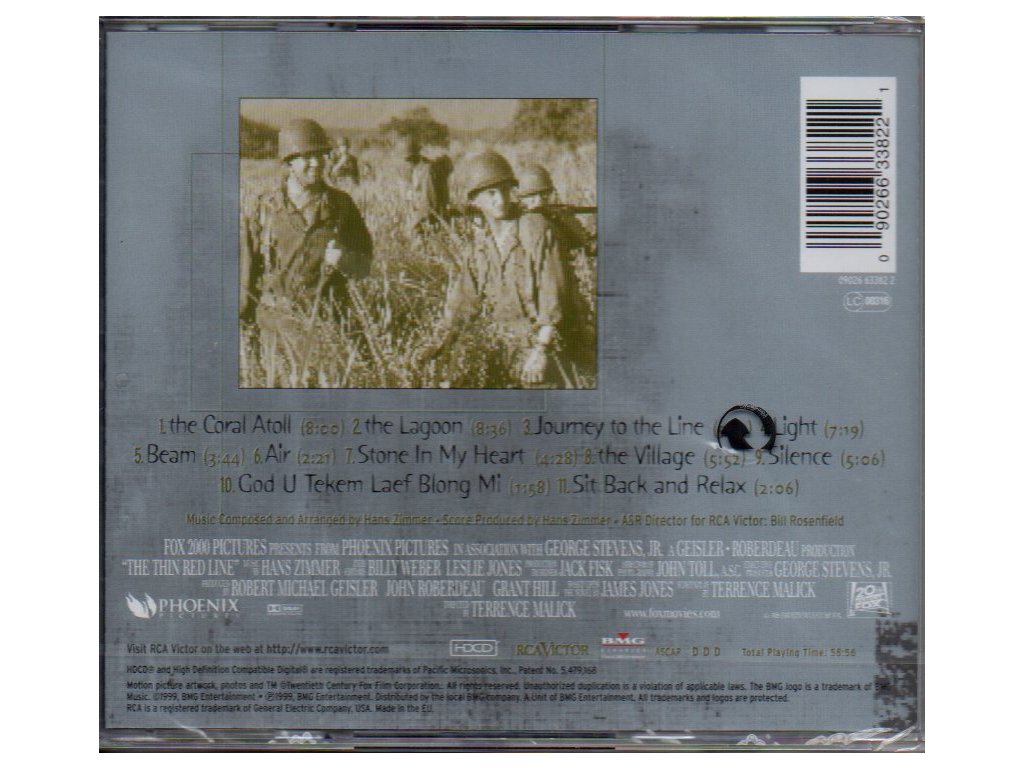 0 90266 33822 1
09026 63382 2
LC 00316
1. the Coral Atoll (8:00) 2. the Lagoon (8:36) 3. Journey to the Line 4. Light (7:19)
5. Beam (3:44) 6. Air (2:21) 7. Stone In My Heart (4:28) 8. the Village (5:52) 9. Silence (5:06)
10. God U Tekem Laef Blong Mi (1:58) 11. Sit Back and Relax (2:06)
Music Composed and Arranged by Hans Zimmer • Score Produced by Hans Zimmer • A&R Director for RCA Victor: Bill Rosenfield
FOX 2000 PICTURES PRESENTS FROM PHOENIX PICTURES IN ASSOCIATION WITH GEORGE STEVENS, JR. A GEISLER • ROBERDEAU PRODUCTION
"THE THIN RED LINE" HANS ZIMMER BILLY WEBER LESLIE JONES JACK FISK JOHN TOLL, A.S.C. GEORGE STEVENS, JR.
PRODUCED BY ROBERT MICHAEL GEISLER JOHN ROBERDEAU GRANT HILL JAMES JONES TERRENCE MALICK
PHOENIX PICTURES DIRECTED BY TERRENCE MALICK www.foxmovies.com 20 FOX
Visit RCA Victor on the web at http://www.rcavictor.com HDCD RCA VICTOR BMG ASCAP D D D Total Playing Time: 58:56
HDCD® and High Definition Compatible Digital® are registered trademarks of Pacific Microsonics, Inc., Patent No. 5,479,168
Motion picture artwork, photos and TM ©Twentieth Century Fox Film Corporation. All rights reserved. Unauthorized duplication is a violation of applicable laws. The BMG logo is a trademark of BMG
Music. ©1999, BMG Entertainment • ℗1999, BMG Entertainment. Distributed by the local BMG company. A Unit of BMG Entertainment. All trademarks and logos are protected.
RCA is a registered trademark of General Electric Company, USA. Made in the EU.